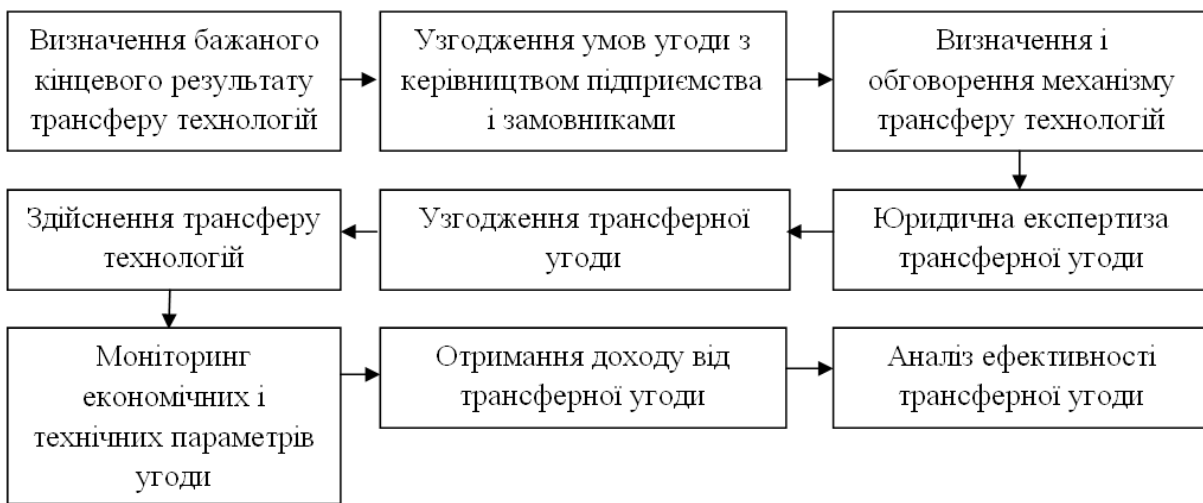 Визначення бажаного
кінцевого результату
трансферу технологій
Узгодження умов угоди з
керівництвом підприємства
і замовниками
Визначення і
обговорення механізму
трансферу технологій
Юридична експертиза
трансферної угоди
Узгодження трансферної
угоди
Здійснення трансферу
технологій
Моніторинг
економічних і
технічних параметрів
угоди
Отримання доходу від
трансферної угоди
Аналіз ефективності
трансферної угоди